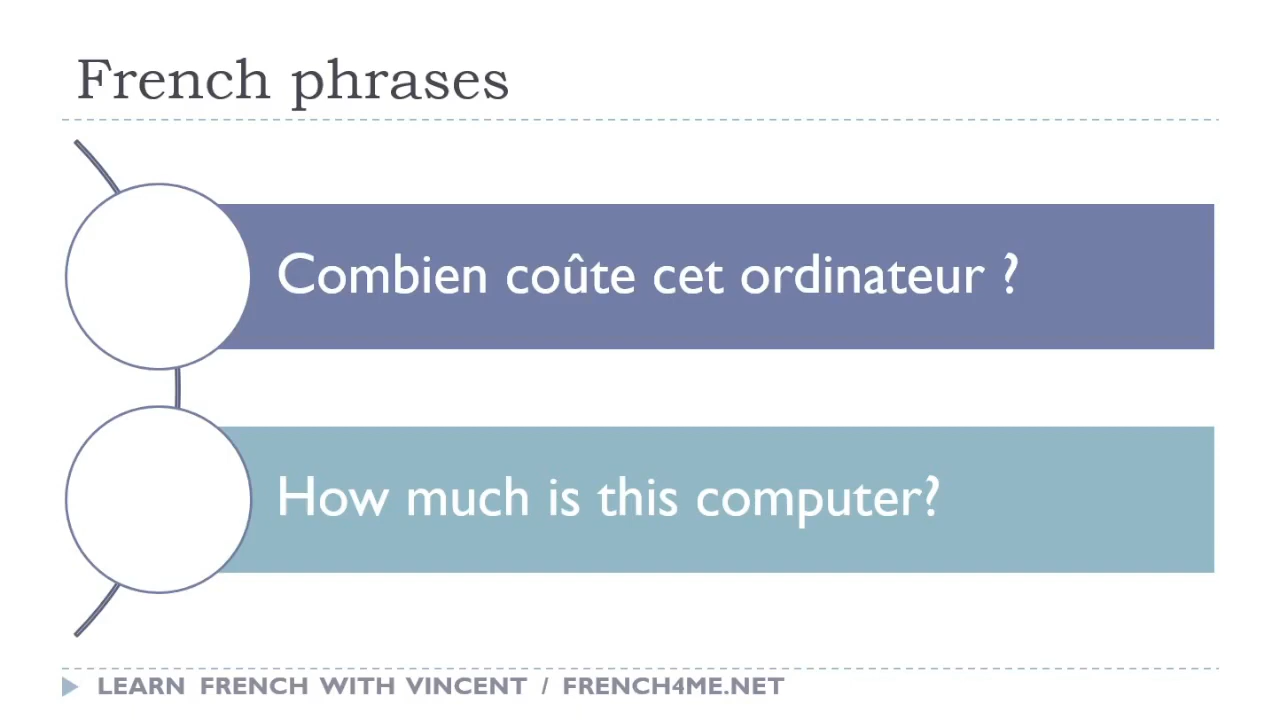 French phrases
Combien coûte cet ordinateur ?
How much is this computer?
LEARN FRENCH WITH VINCENT / FRENCH4ME.NET